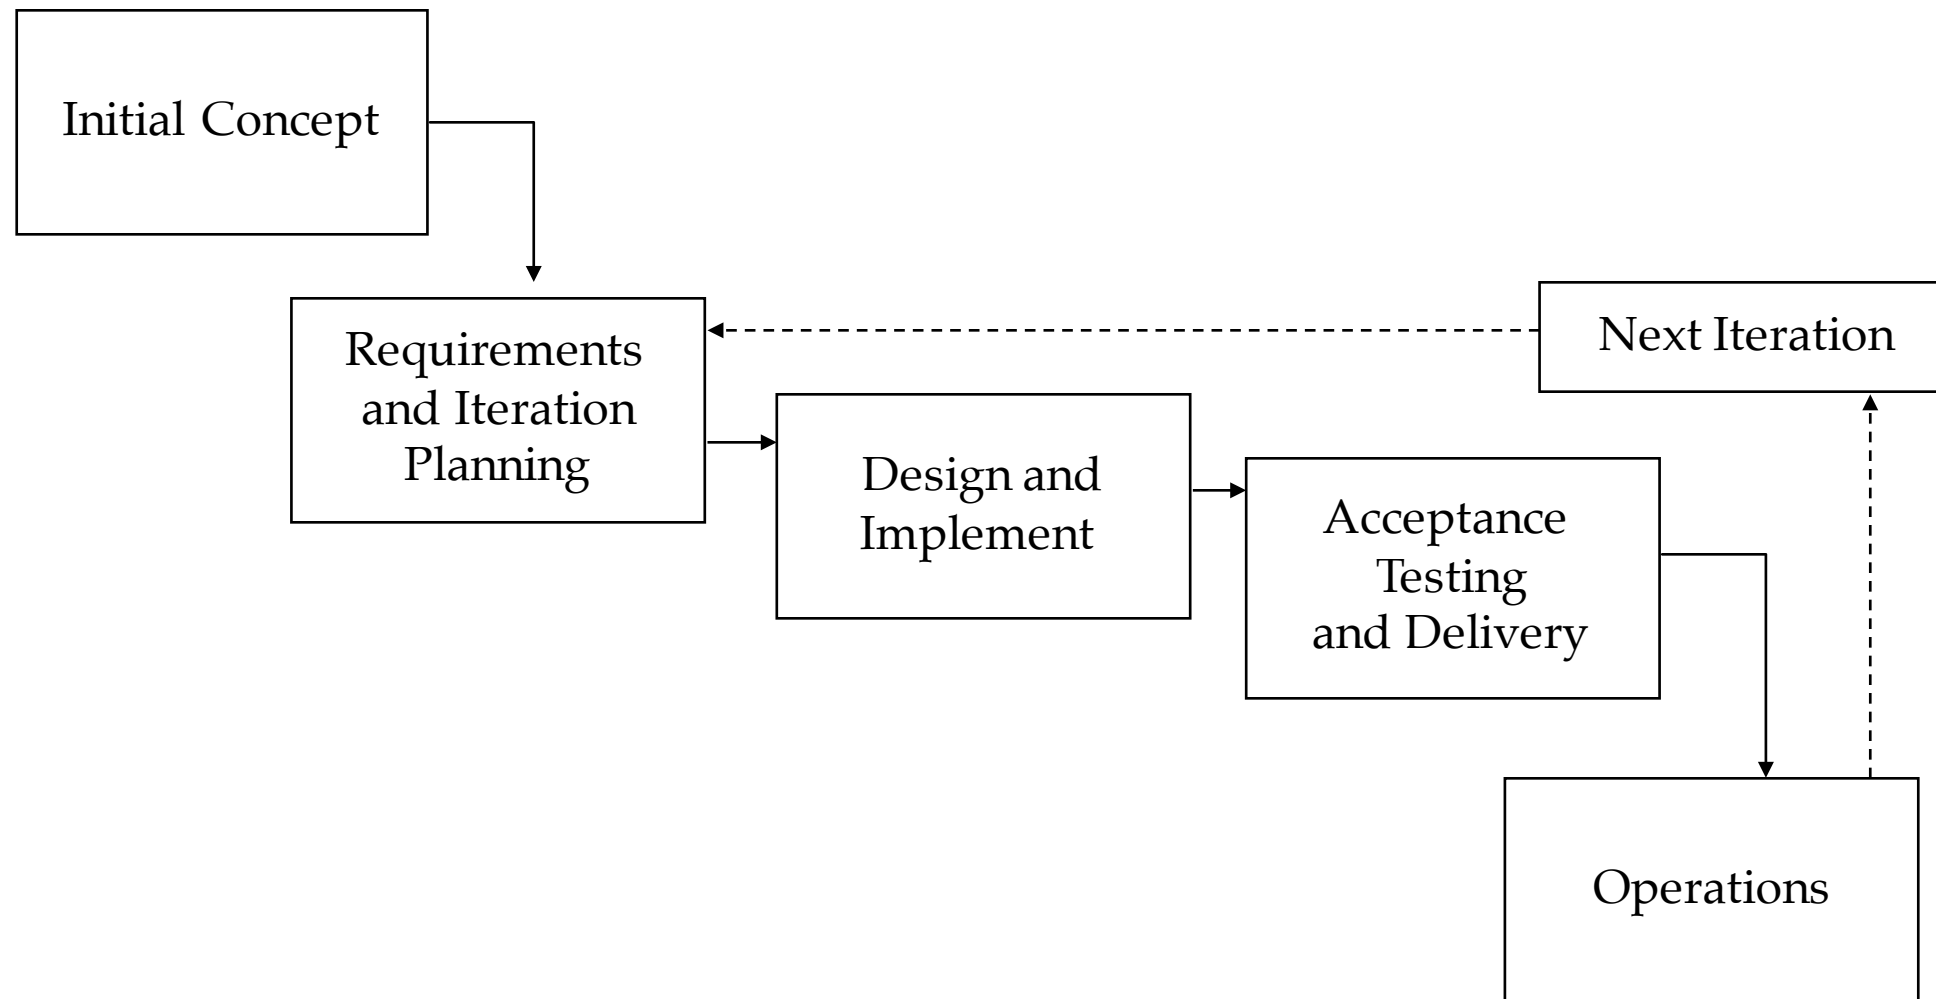 Initial Concept
Requirements
and Iteration
Planning
Next Iteration
Design and
Implement
Acceptance
Testing
and Delivery
Operations